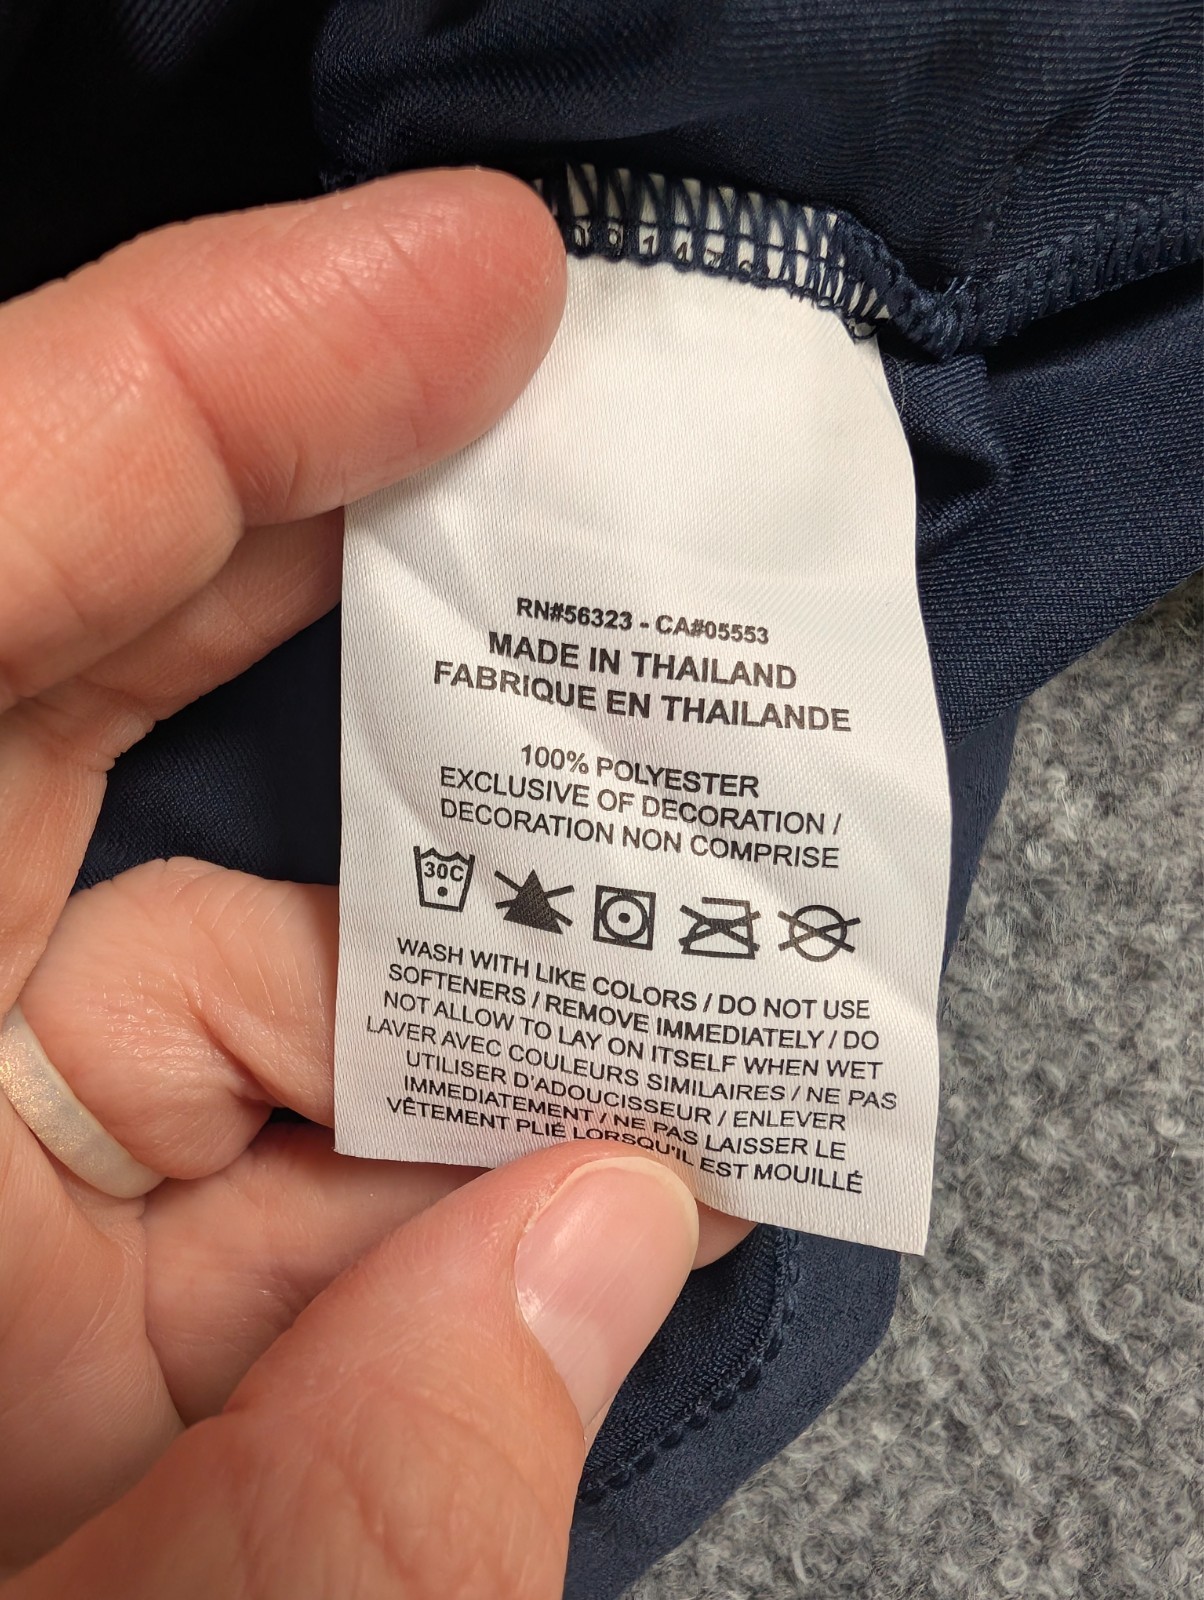 RN#56323 - CA#05553
MADE IN THAILAND
FABRIQUE EN THAILANDE
100% POLYESTER
EXCLUSIVE OF DECORATION /
DECORATION NON COMPRISE
30C
WASH WITH LIKE COLORS / DO NOT USE
SOFTENERS / REMOVE IMMEDIATELY / DO
NOT ALLOW TO LAY ON ITSELF WHEN WET
LAVER AVEC COULEURS SIMILAIRES / NE PAS
UTILISER D'ADOUCISSEUR / ENLEVER
IMMEDIATEMENT / NE PAS LAISSER LE
VÊTEMENT PLIÉ LORSQU'IL EST MOUILLÉ